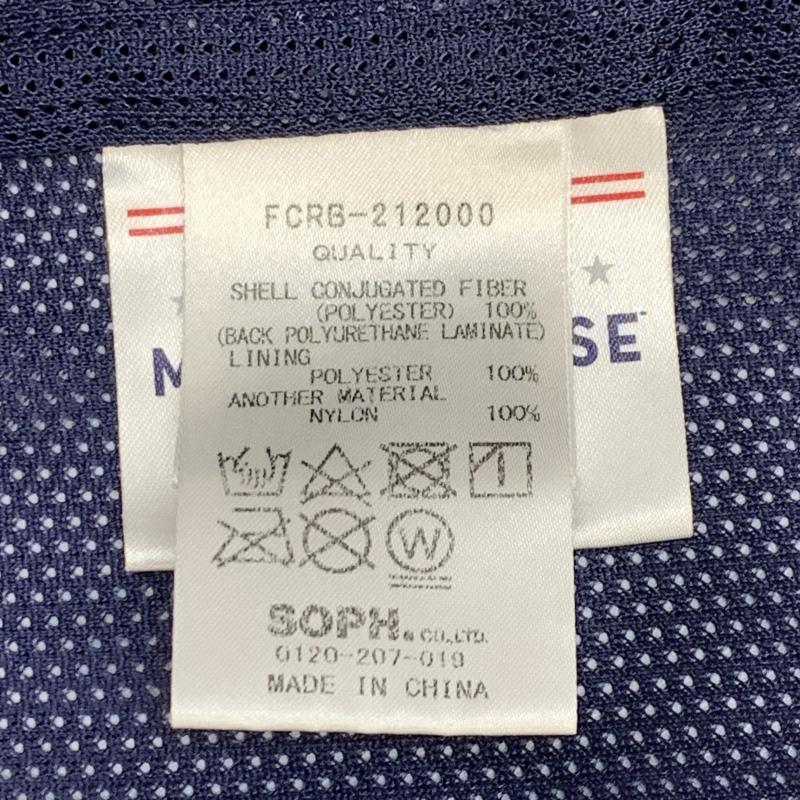 FCRB-212000
QUALITY
SHELL CONJUGATED FIBER
(POLYESTER) 100%
(BACK POLYURETHANE LAMINATE)
LINING
POLYESTER 100%
ANOTHER MATERIAL
NYLON 100%
W
SOPH. CO.,LTD.
0120-207-019
MADE IN CHINA
M
SE